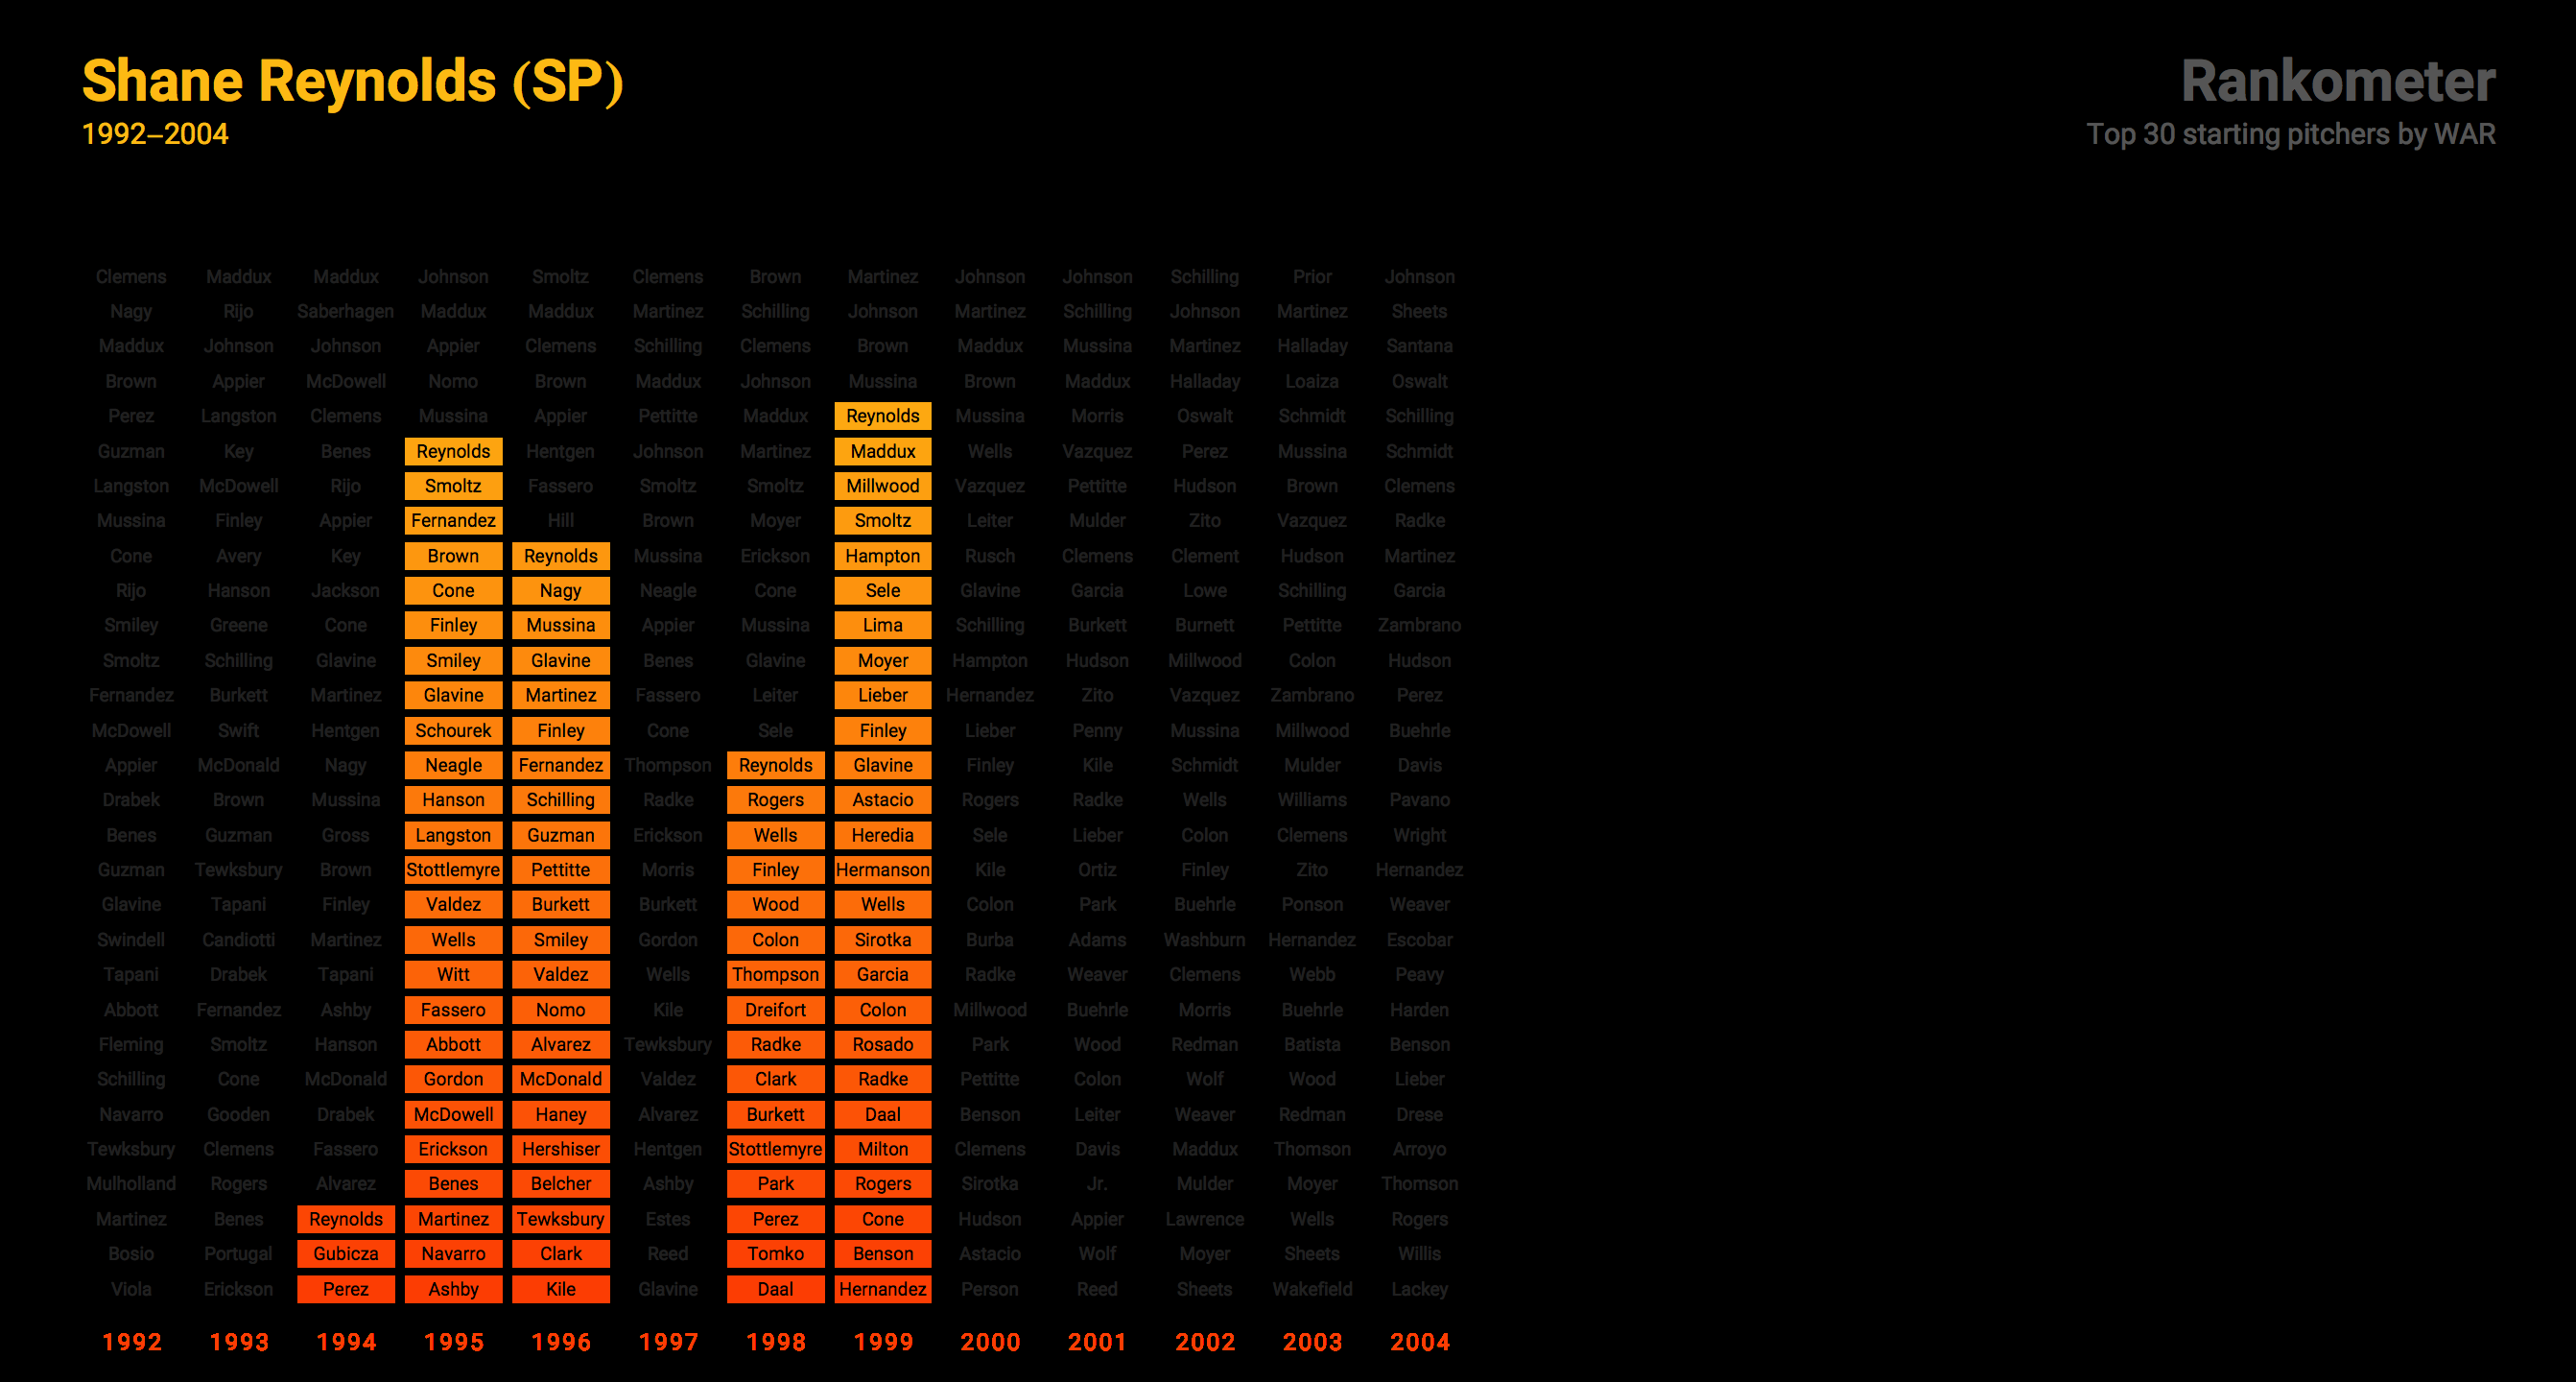 Shane Reynolds (SP)
1992–2004
Rankometer
Top 30 starting pitchers by WAR
Clemens Maddux Maddux Johnson Smoltz Clemens Brown Martinez Johnson Johnson Schilling Prior Johnson
Nagy Rijo Saberhagen Maddux Maddux Martinez Schilling Johnson Martinez Schilling Johnson Martinez Sheets
Maddux Johnson Johnson Appier Clemens Schilling Clemens Brown Maddux Mussina Martinez Halladay Santana
Brown Appier McDowell Nomo Brown Maddux Johnson Mussina Brown Maddux Halladay Loaiza Oswalt
Perez Langston Clemens Mussina Appier Pettitte Maddux Reynolds Mussina Morris Oswalt Schmidt Schilling
Guzman Key Benes Reynolds Hentgen Johnson Martinez Maddux Wells Vazquez Perez Mussina Schmidt
Langston McDowell Rijo Smoltz Fassero Smoltz Smoltz Millwood Vazquez Pettitte Hudson Brown Clemens
Mussina Finley Appier Fernandez Hill Brown Moyer Smoltz Leiter Mulder Zito Vazquez Radke
Cone Avery Key Brown Reynolds Mussina Erickson Hampton Rusch Clemens Clement Hudson Martinez
Rijo Hanson Jackson Cone Nagy Neagle Cone Sele Glavine Garcia Lowe Schilling Garcia
Smiley Greene Cone Finley Mussina Appier Mussina Lima Schilling Burkett Burnett Pettitte Zambrano
Smoltz Schilling Glavine Smiley Glavine Benes Glavine Moyer Hampton Hudson Millwood Colon Hudson
Fernandez Burkett Martinez Glavine Martinez Fassero Leiter Lieber Hernandez Zito Vazquez Zambrano Perez
McDowell Swift Hentgen Schourek Finley Cone Sele Finley Lieber Penny Mussina Millwood Buehrle
Appier McDonald Nagy Neagle Fernandez Thompson Reynolds Glavine Finley Kile Schmidt Mulder Davis
Drabek Brown Mussina Hanson Schilling Radke Rogers Astacio Rogers Radke Wells Williams Pavano
Benes Guzman Gross Langston Guzman Erickson Wells Heredia Sele Lieber Colon Clemens Wright
Guzman Tewksbury Brown Stottlemyre Pettitte Morris Finley Hermanson Kile Ortiz Finley Zito Hernandez
Glavine Tapani Finley Valdez Burkett Burkett Wood Wells Colon Park Buehrle Ponson Weaver
Swindell Candiotti Martinez Wells Smiley Gordon Colon Sirotka Burba Adams Washburn Hernandez Escobar
Tapani Drabek Tapani Witt Valdez Wells Thompson Garcia Radke Weaver Clemens Webb Peavy
Abbott Fernandez Ashby Fassero Nomo Kile Dreifort Colon Millwood Buehrle Morris Buehrle Harden
Fleming Smoltz Hanson Abbott Alvarez Tewksbury Radke Rosado Park Wood Redman Batista Benson
Schilling Cone McDonald Gordon McDonald Valdez Clark Radke Pettitte Colon Wolf Wood Lieber
Navarro Gooden Drabek McDowell Haney Alvarez Burkett Daal Benson Leiter Weaver Redman Drese
Tewksbury Clemens Fassero Erickson Hershiser Hentgen Stottlemyre Milton Clemens Davis Maddux Thomson Arroyo
Mulholland Rogers Alvarez Benes Belcher Ashby Park Rogers Sirotka Jr. Mulder Moyer Thomson
Martinez Benes Reynolds Martinez Tewksbury Estes Perez Cone Hudson Appier Lawrence Wells Rogers
Bosio Portugal Gubicza Navarro Clark Reed Tomko Benson Astacio Wolf Moyer Sheets Willis
Viola Erickson Perez Ashby Kile Glavine Daal Hernandez Person Reed Sheets Wakefield Lackey
1992 1993 1994 1995 1996 1997 1998 1999 2000 2001 2002 2003 2004